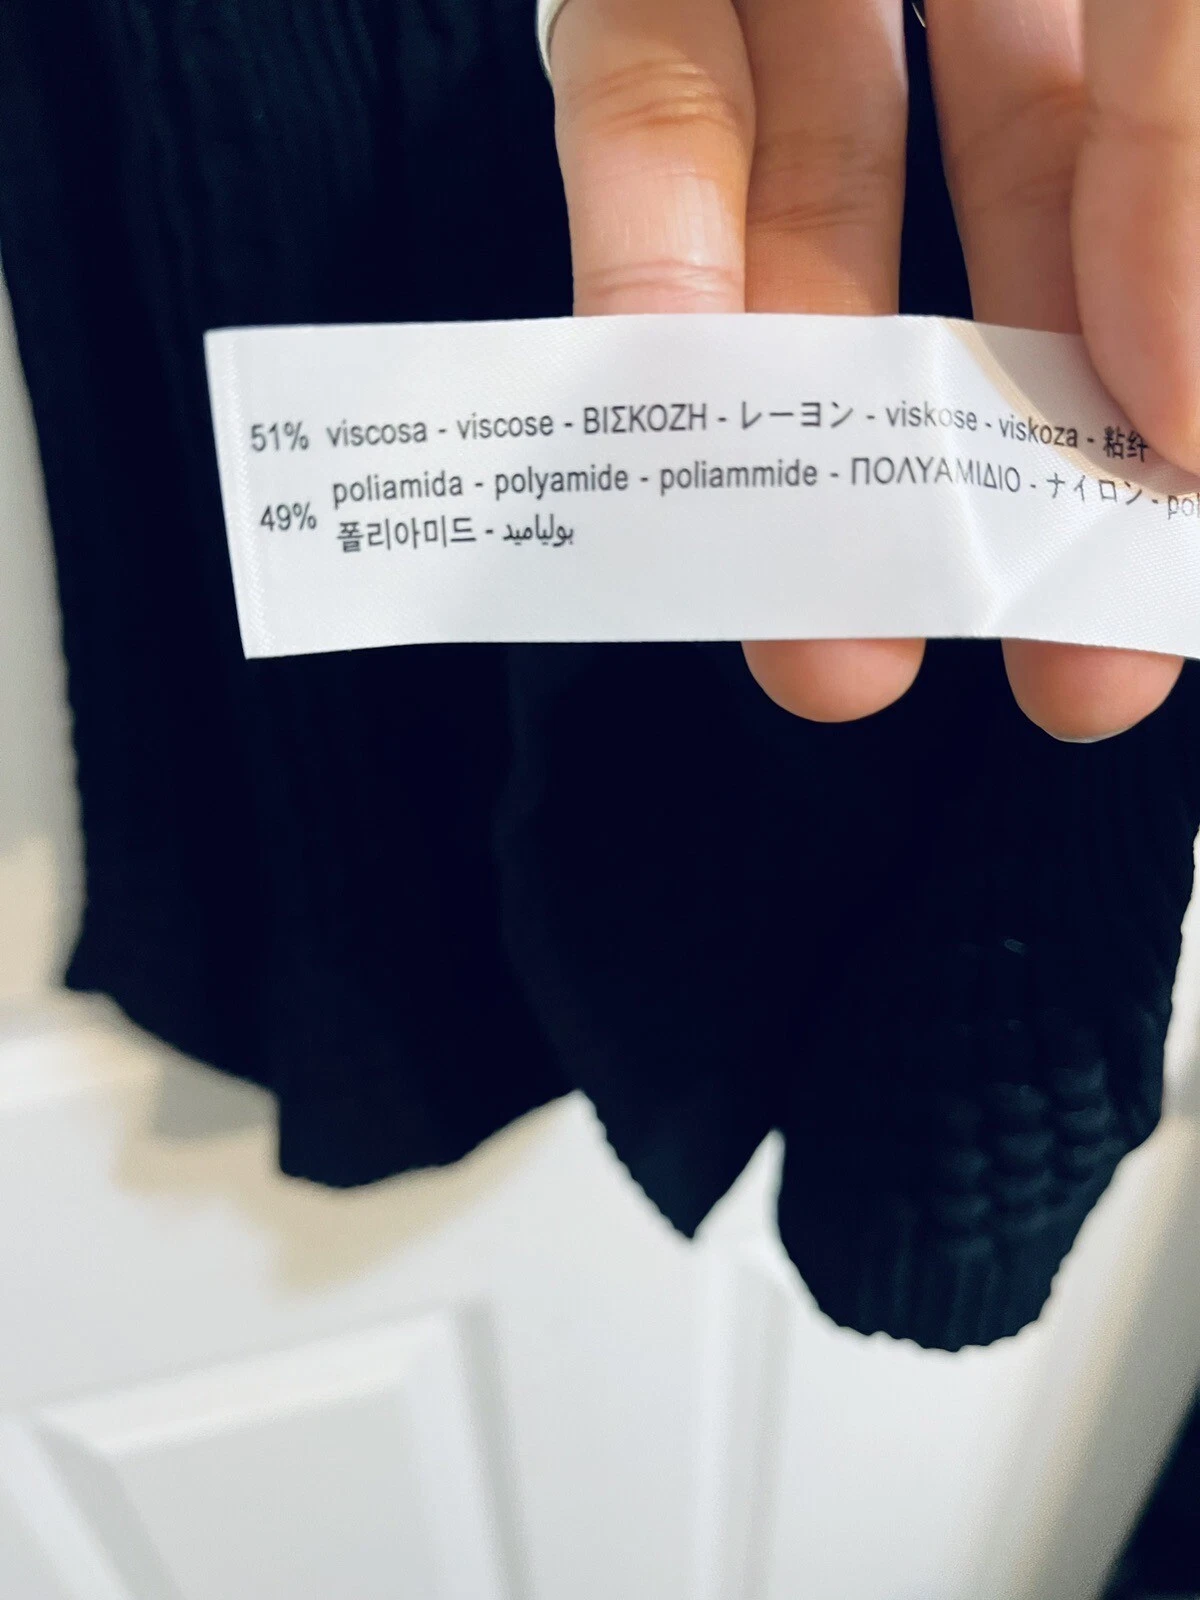 51% viscosa - viscose - ΒΙΣΚΟΖΗ - レーヨン - viskose - viskoza - 粘纤
49% poliamida - polyamide - poliammide - ΠΟΛΥΑΜΙΔΙΟ - ナイロン -
폴리아미드 - بولياميد